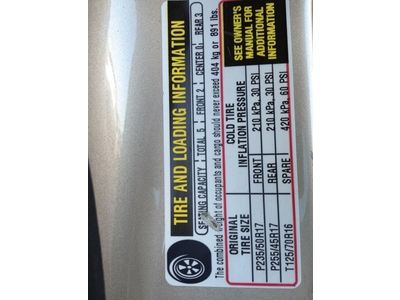 TIRE AND LOADING INFORMATION
SEATING CAPACITY TOTAL 5 FRONT 2 CENTER 0 REAR 3
The combined weight of occupants and cargo should never exceed 404 kg or 891 lbs.
ORIGINAL TIRE SIZE COLD TIRE INFLATION PRESSURE
P235/50R17 FRONT 210 kPa, 30 PSI
P255/45R17 REAR 210 kPa, 30 PSI
T125/70R16 SPARE 420 kPa, 60 PSI
SEE OWNER'S
MANUAL FOR
ADDITIONAL
INFORMATION